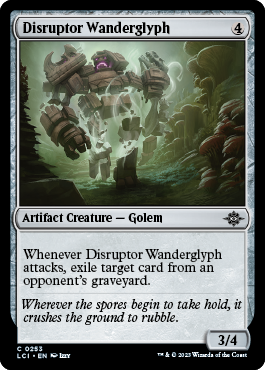 Disruptor Wanderglyph 4
Artifact Creature — Golem
Whenever Disruptor Wanderglyph
attacks, exile target card from an
opponent's graveyard.
Wherever the spores begin to take hold, it
crushes the ground to rubble.
3/4
C 0253
LCI • EN Izzy
™ & © 2023 Wizards of the Coast